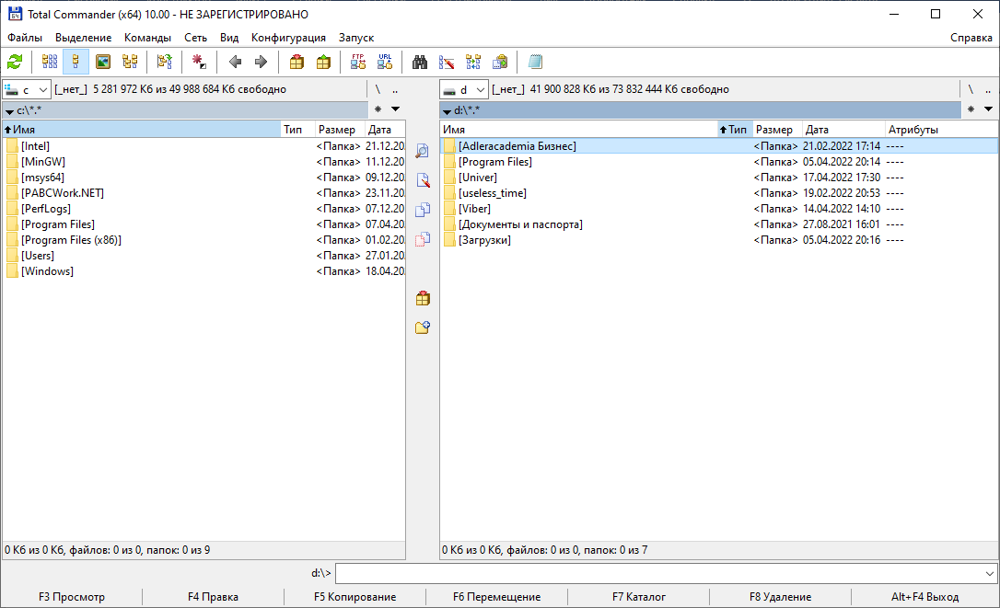 Total Commander (x64) 10.00 - НЕ ЗАРЕГИСТРИРОВАНО
Файлы Выделение Команды Сеть Вид Конфигурация Запуск Справка
FTP URL
c [_нет_] 5 281 972 Кб из 49 988 684 Кб свободно \ ..
c:\*.* * 
Имя Тип Размер Дата
[Intel] <Папка> 21.12.20
[MinGW] <Папка> 11.12.20
[msys64] <Папка> 09.12.20
[PABCWork.NET] <Папка> 23.11.20
[PerfLogs] <Папка> 07.12.20
[Program Files] <Папка> 07.04.20
[Program Files (x86)] <Папка> 01.02.20
[Users] <Папка> 27.01.20
[Windows] <Папка> 18.04.20
0 Кб из 0 Кб, файлов: 0 из 0, папок: 0 из 9
d [_нет_] 41 900 828 Кб из 73 832 444 Кб свободно \ ..
d:\*.* *
Имя Тип Размер Дата Атрибуты
[Adleracademia Бизнес] <Папка> 21.02.2022 17:14 ----
[Program Files] <Папка> 05.04.2022 20:14 ----
[Univer] <Папка> 17.04.2022 17:30 ----
[useless_time] <Папка> 19.02.2022 20:53 ----
[Viber] <Папка> 14.04.2022 14:10 ----
[Документы и паспорта] <Папка> 27.08.2021 16:01 ----
[Загрузки] <Папка> 05.04.2022 20:16 ----
0 Кб из 0 Кб, файлов: 0 из 0, папок: 0 из 7
d:\>
F3 Просмотр F4 Правка F5 Копирование F6 Перемещение F7 Каталог F8 Удаление Alt+F4 Выход